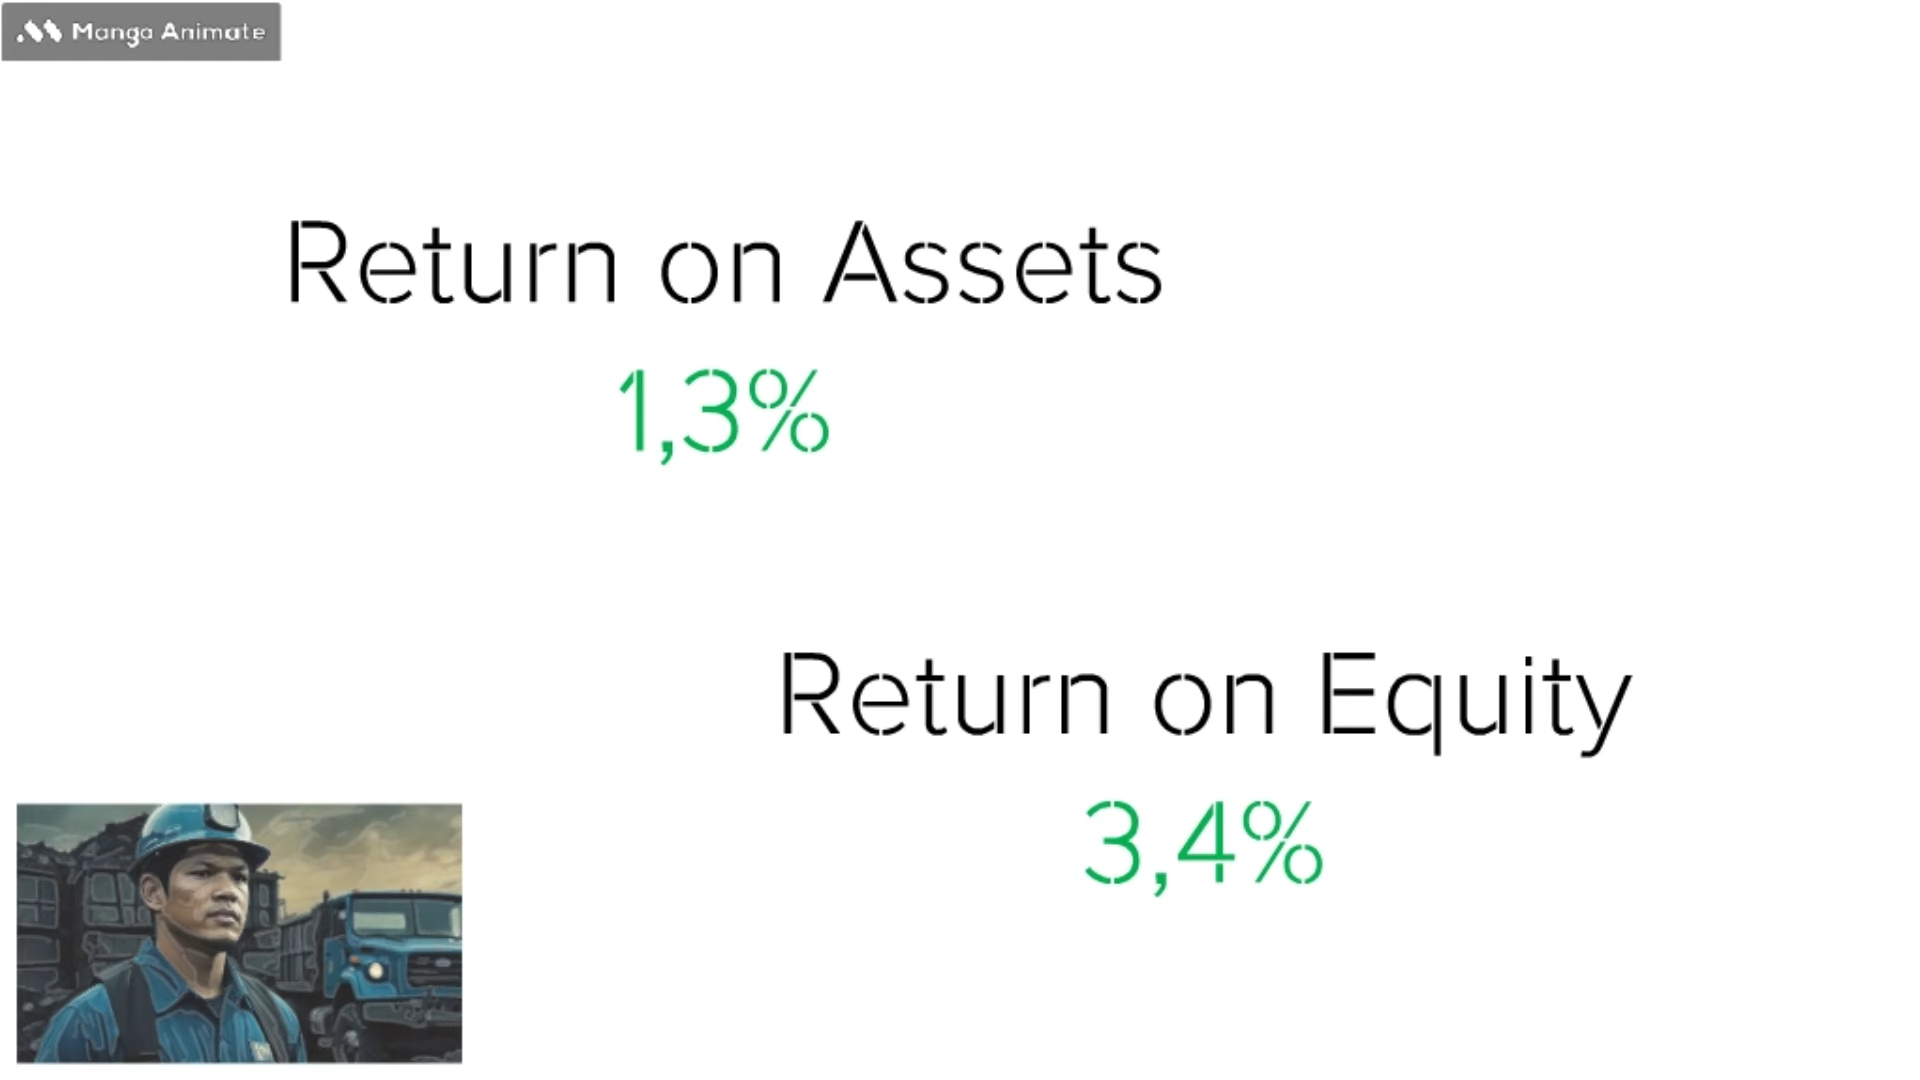 Manga Animate
Return on Assets
1,3%
Return on Equity
3,4%